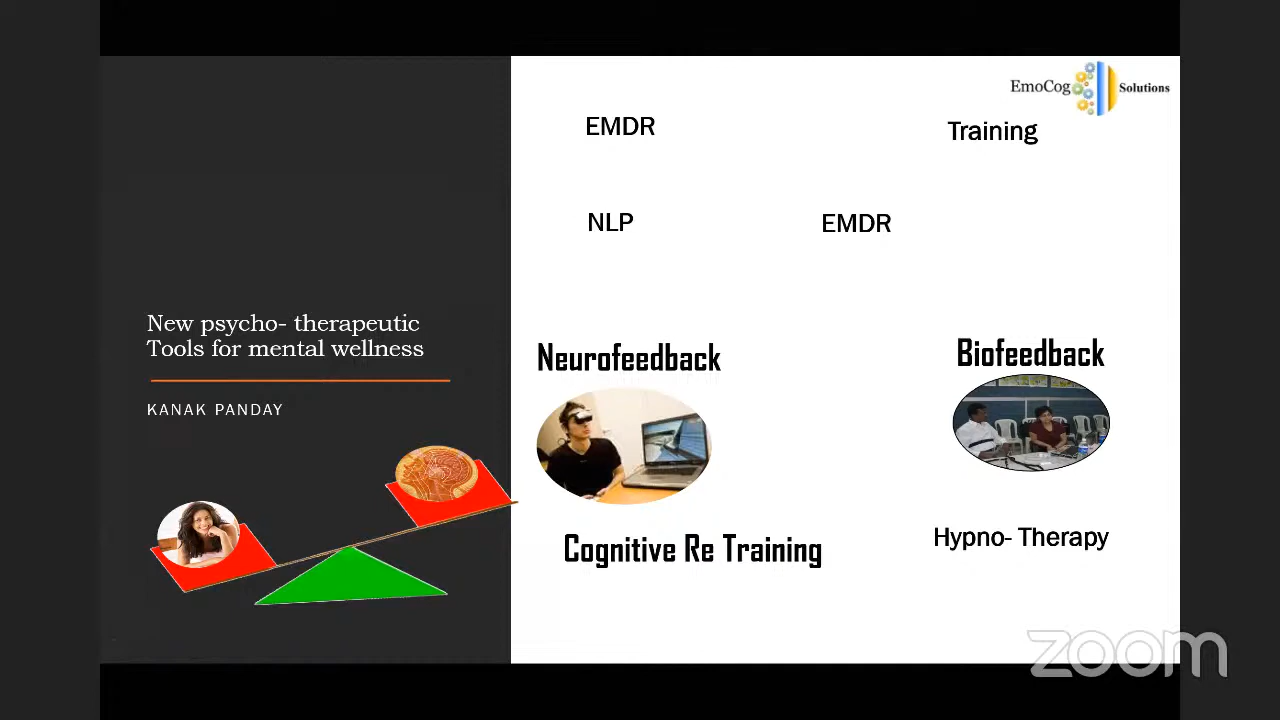 EmoCog Solutions
EMDR
Training
NLP
EMDR
New psycho- therapeutic
Tools for mental wellness
KANAK PANDAY
Neurofeedback
Biofeedback
Cognitive Re Training
Hypno- Therapy
zoom